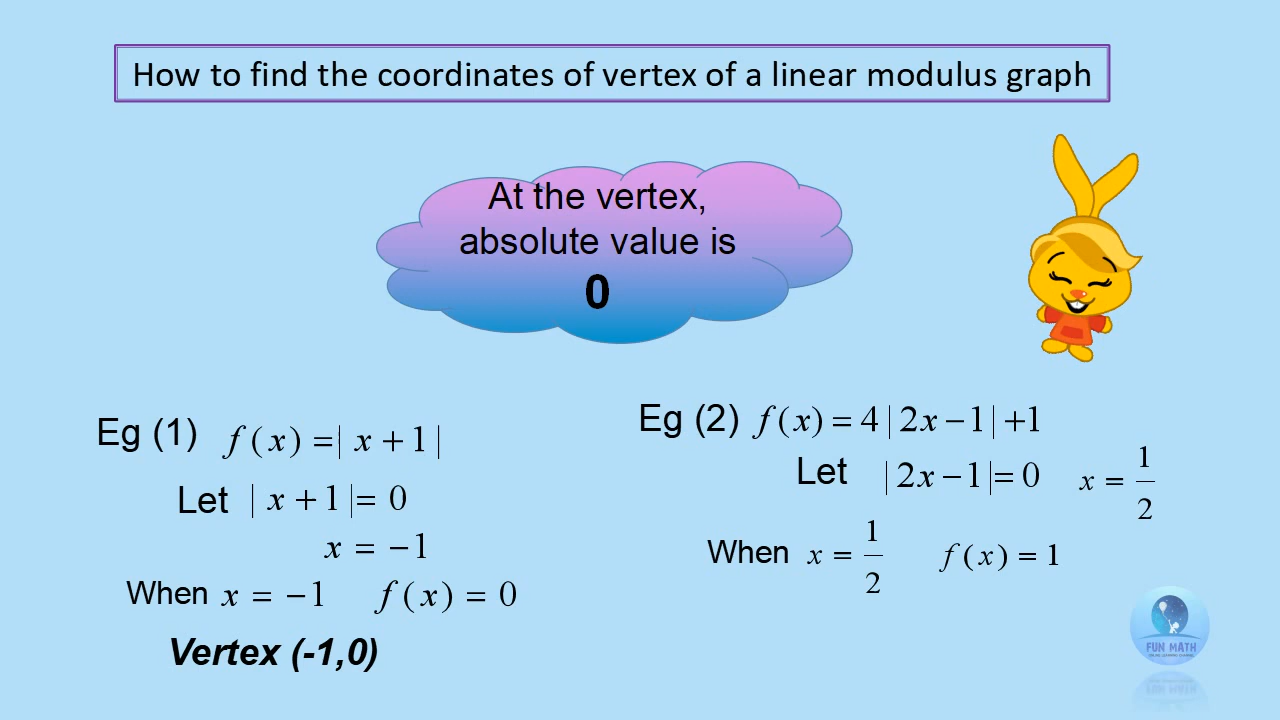 How to find the coordinates of vertex of a linear modulus graph
At the vertex,
absolute value is
0
Eg (1) f(x)=|x+1|
Let |x+1|=0
x=−1
When x=−1 f(x)=0
Vertex (-1,0)
Eg (2) f(x)=4|2x−1|+1
Let |2x−1|=0 x=1/2
When x=1/2 f(x)=1
FUN MATH